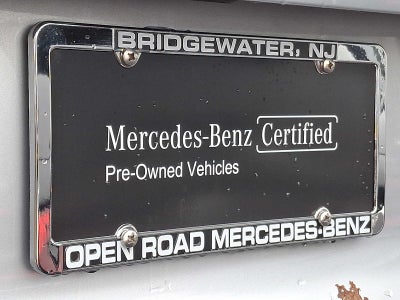 BRIDGEWATER, NJ
Mercedes-Benz Certified
Pre-Owned Vehicles
OPEN ROAD MERCEDES-BENZ